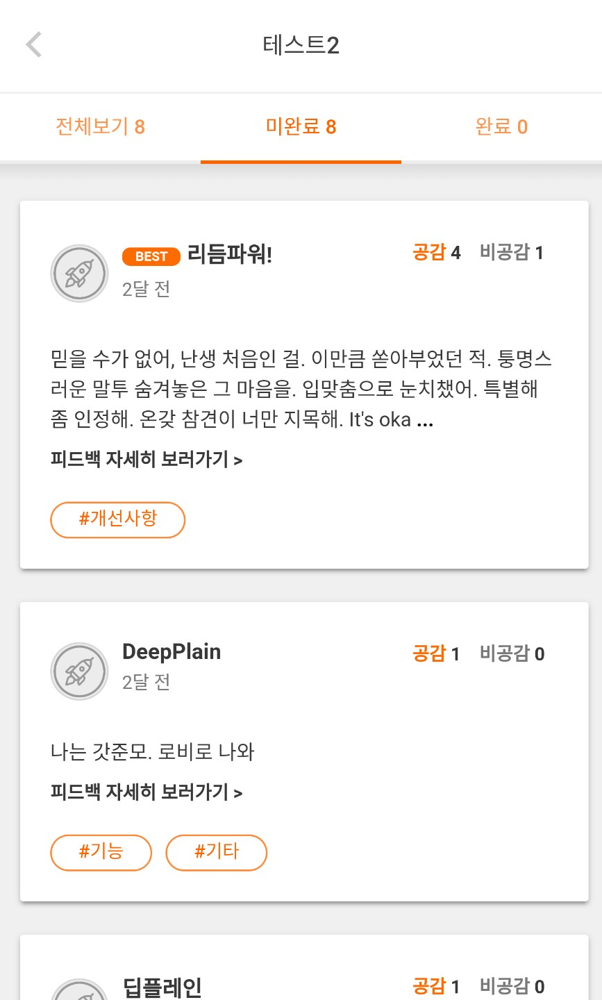 테스트2
전체보기 8
미완료 8
완료 0
BEST 리듬파워!
공감 4 비공감 1
2달 전
믿을 수가 없어, 난생 처음인 걸. 이만큼 쏟아부었던 적. 퉁명스
러운 말투 숨겨놓은 그 마음을. 입맞춤으로 눈치챘어. 특별해
좀 인정해. 온갖 참견이 너만 지목해. It's oka ...
피드백 자세히 보러가기 >
#개선사항
DeepPlain
공감 1 비공감 0
2달 전
나는 갓준모. 로비로 나와
피드백 자세히 보러가기 >
#기능 #기타
딥플레인
공감 1 비공감 0